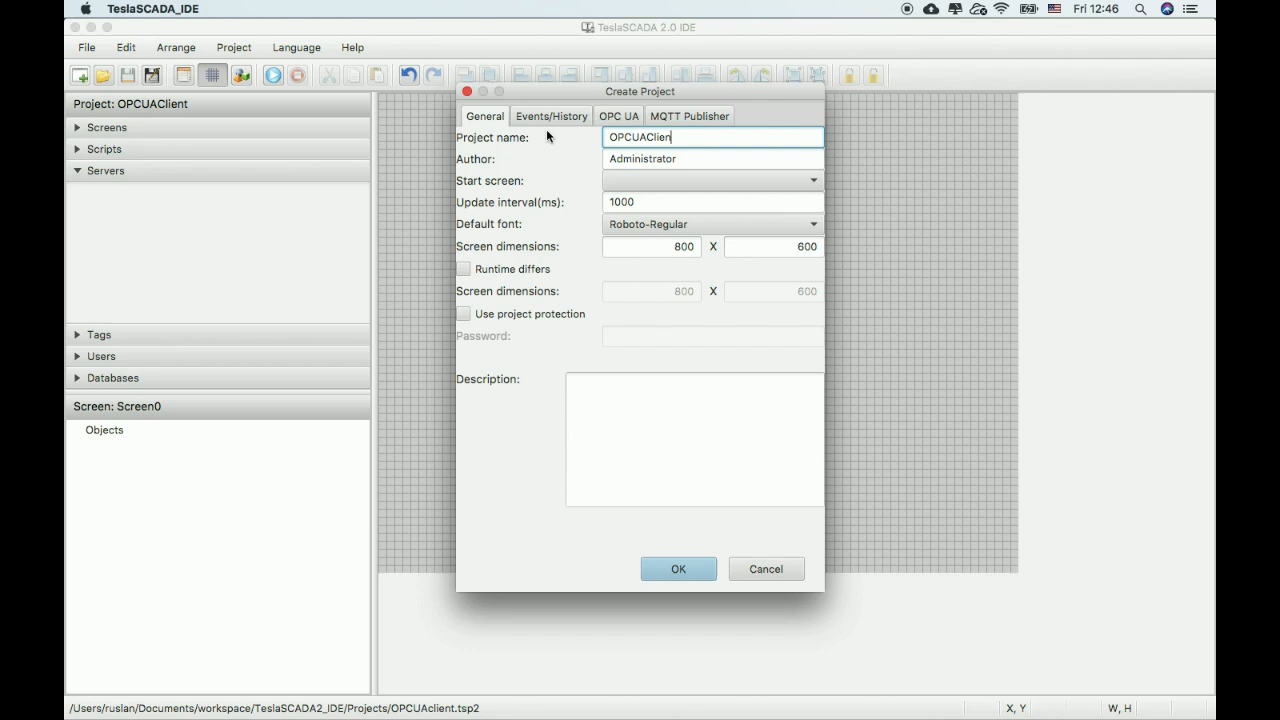 TeslaSCADA_IDE
Fri 12:46
TeslaSCADA 2.0 IDE
File Edit Arrange Project Language Help
Project: OPCUAClient
Screens
Scripts
Servers
Tags
Users
Databases
Screen: Screen0
Objects
Create Project
General Events/History OPC UA MQTT Publisher
Project name: OPCUAClien
Author: Administrator
Start screen:
Update interval(ms): 1000
Default font: Roboto-Regular
Screen dimensions: 800 X 600
Runtime differs
Screen dimensions: 800 X 600
Use project protection
Password:
Description:
OK Cancel
/Users/ruslan/Documents/workspace/TeslaSCADA2_IDE/Projects/OPCUAclient.tsp2
X, Y W, H